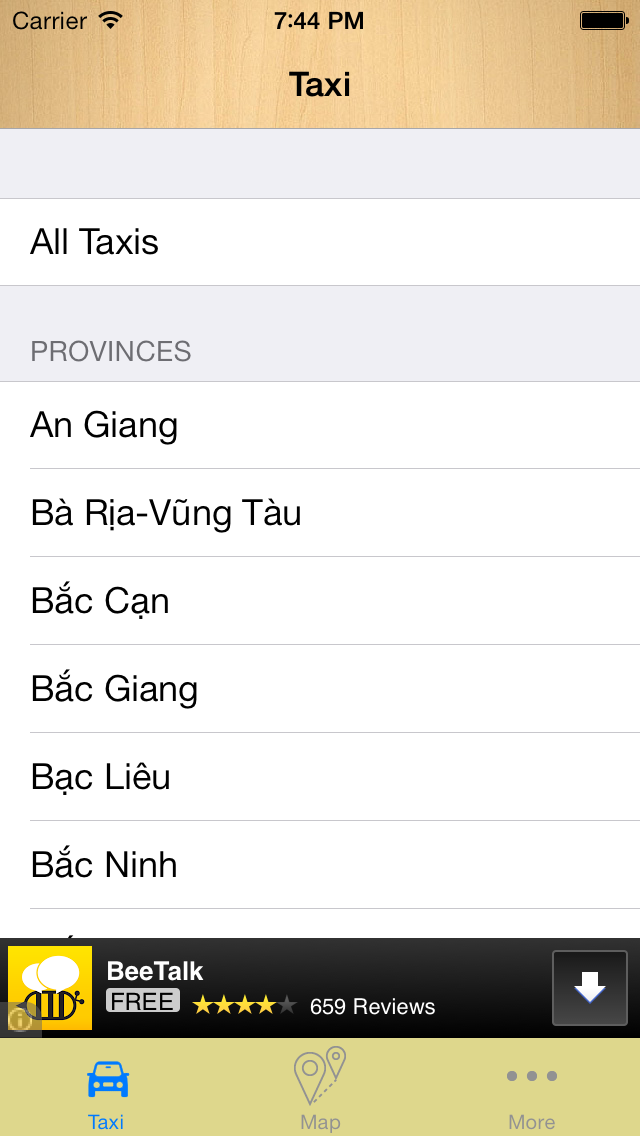 Carrier 7:44 PM
Taxi
All Taxis
PROVINCES
An Giang
Bà Rịa-Vũng Tàu
Bắc Cạn
Bắc Giang
Bạc Liêu
Bắc Ninh
BeeTalk
FREE 659 Reviews
Taxi Map More